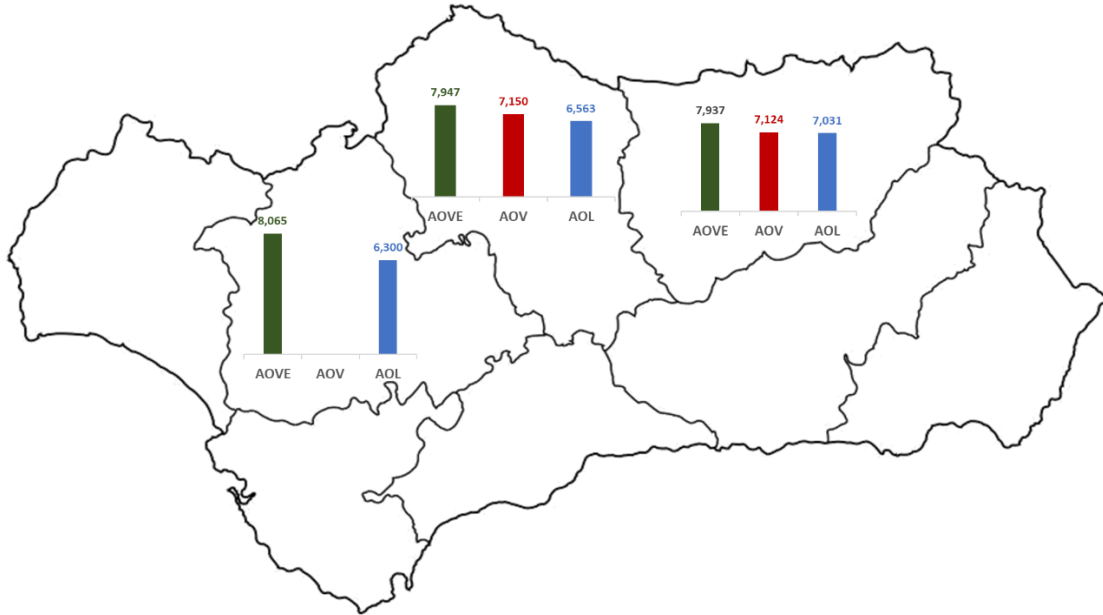 7,947 7,150 6,563
AOVE AOV AOL
7,937 7,124 7,031
AOVE AOV AOL
8,065 6,300
AOVE AOV AOL